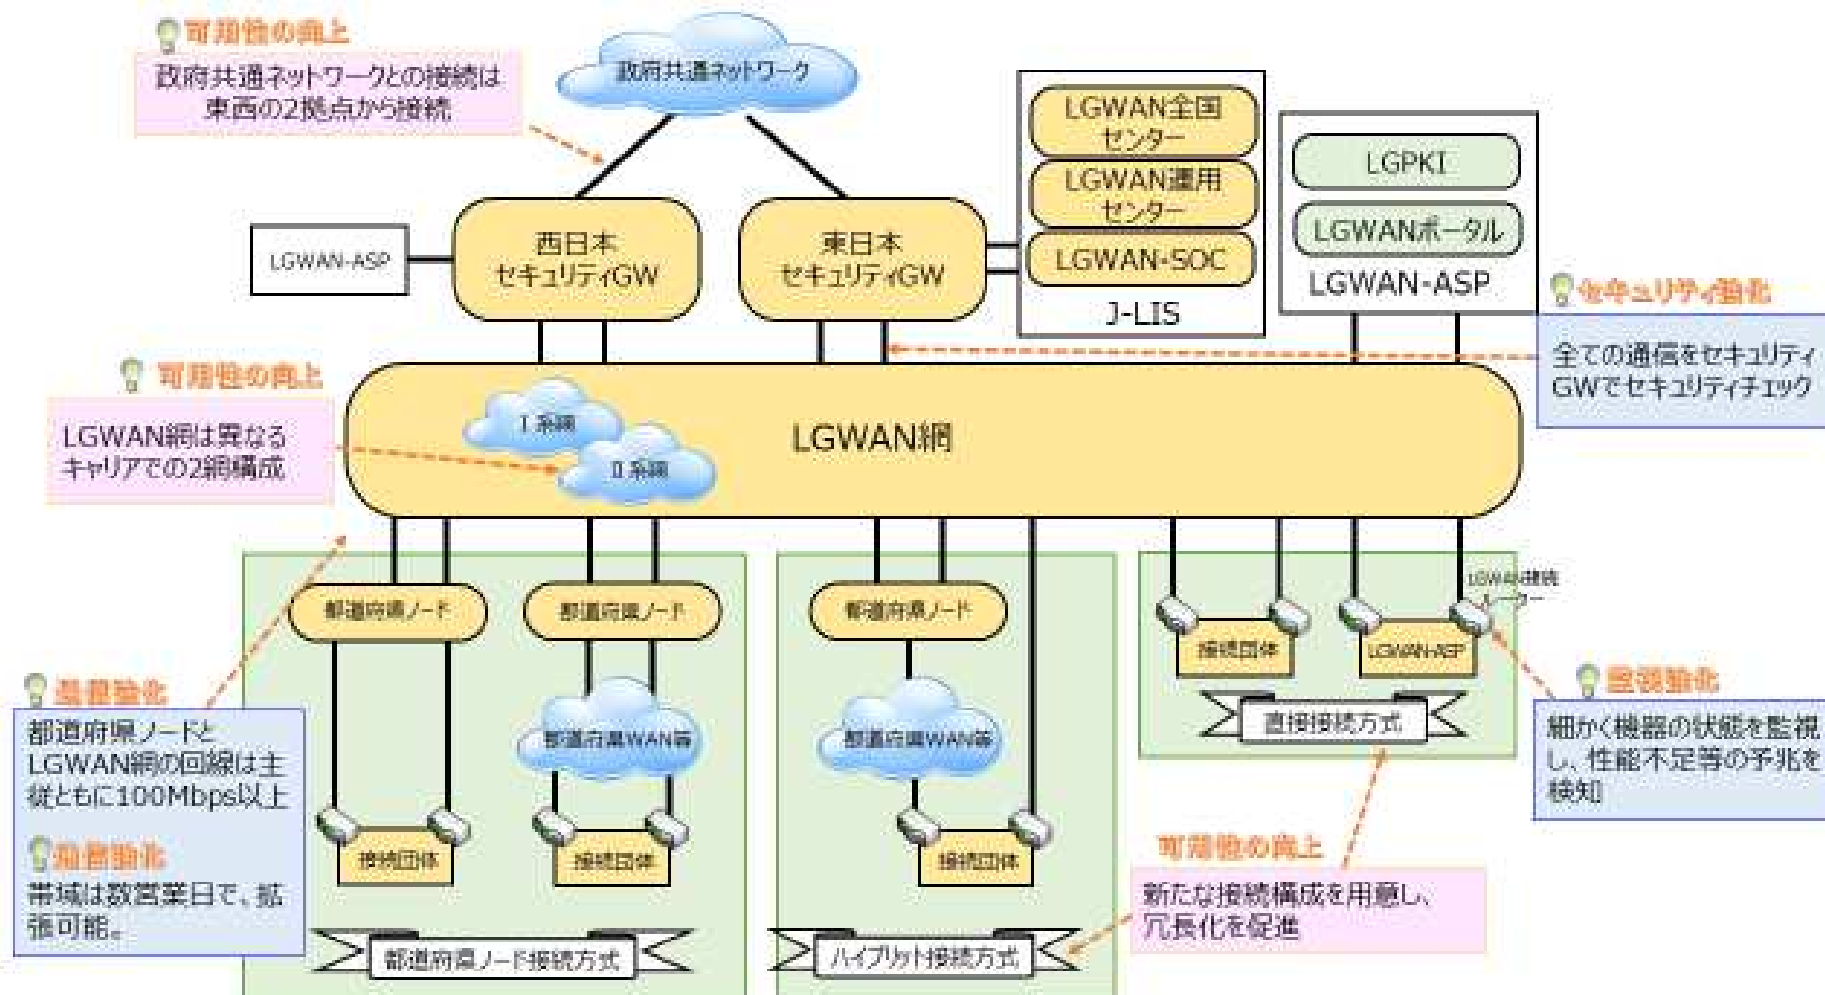 可用性の向上
政府共通ネットワークとの接続は
東西の2拠点から接続
政府共通ネットワーク
LGWAN全国
センター
LGWAN運用
センター
LGWAN-SOC
J-LIS
LGPKI
LGWANポータル
LGWAN-ASP
LGWAN-ASP
西日本
セキュリティGW
東日本
セキュリティGW
セキュリティ強化
全ての通信をセキュリティ
GWでセキュリティチェック
可用性の向上
LGWAN網は異なる
キャリアでの2網構成
Ⅰ系網
Ⅱ系網
LGWAN網
都道府県ノード
都道府県ノード
都道府県ノード
LGWAN接続
ルーター
接続団体
LGWAN-ASP
直接接続方式
都道府県ノードと
LGWAN網の回線は主
従ともに100Mbps以上
帯域は数営業日で、拡
張可能。
都道府県WAN等
都道府県WAN等
接続団体
接続団体
接続団体
都道府県ノード接続方式
ハイブリット接続方式
監視強化
細かく機器の状態を監視
し、性能不足等の予兆を
検知
可用性の向上
新たな接続構成を用意し、
冗長化を促進